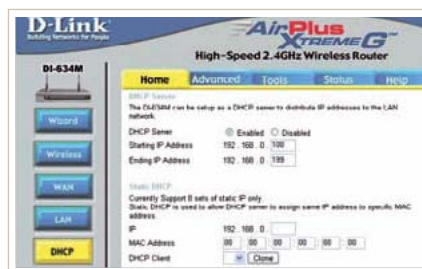 D-Link
Building Networks for People
AirPlus
XTREME G™
High-Speed 2.4GHz Wireless Router
DI-634M
Home Advanced Tools Status Help
Wizard
Wireless
WAN
LAN
DHCP
DHCP Server
The DI-634M can be setup as a DHCP server to distribute IP addresses to the LAN
network.
DHCP Server Enabled Disabled
Starting IP Address 192 . 168 . 0 . 100
Ending IP Address 192 . 168 . 0 . 199
Static DHCP
Currently Support 8 sets of static IP only.
Static DHCP is used to allow DHCP server to assign same IP address to specific MAC
address.
IP 192 . 168 . 0 .
MAC Address 00 : 00 : 00 : 00 : 00 : 00
DHCP Client Clone